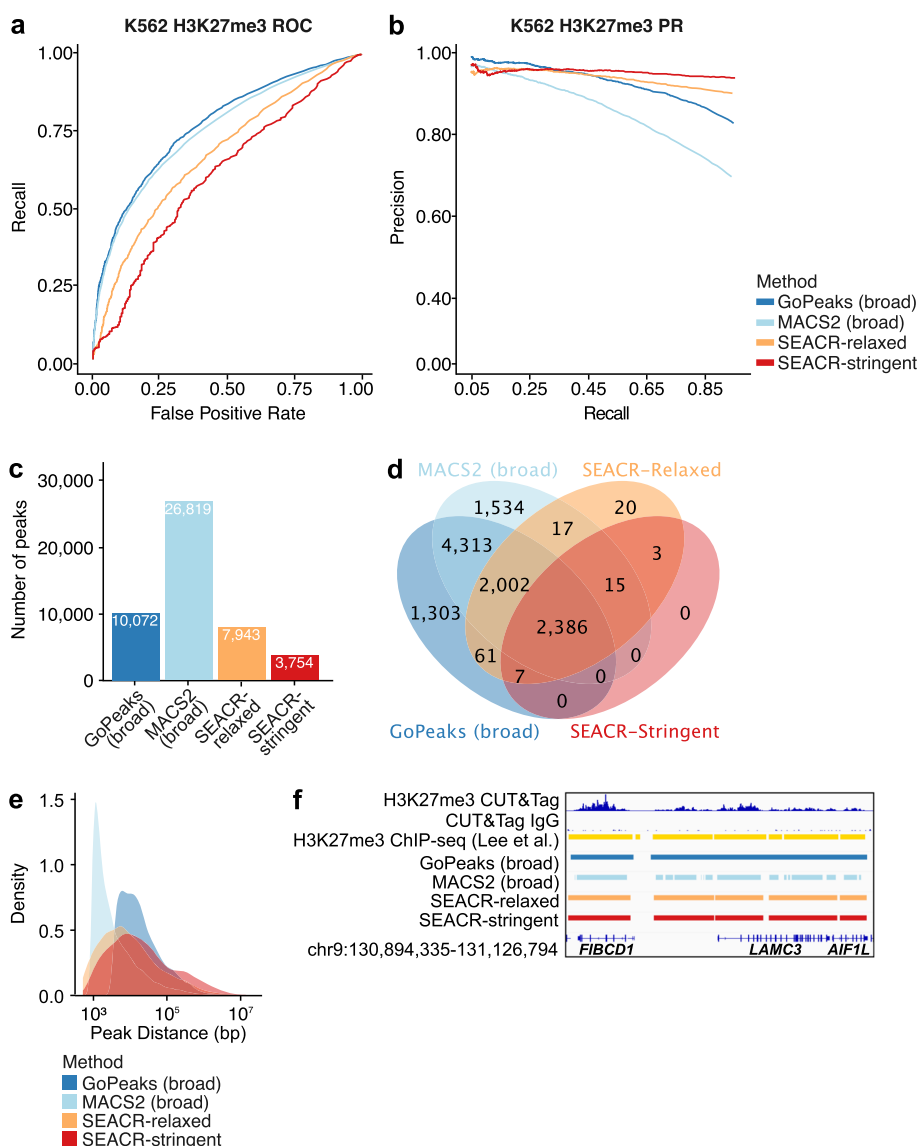 a
K562 H3K27me3 ROC
1.00
0.75
0.50
0.25
0.00
Recall
0.00
0.25
0.50
0.75
1.00
False Positive Rate
b
K562 H3K27me3 PR
1.00
0.80
0.60
0.40
0.00
Precision
0.05
0.25
0.45
0.65
0.85
Recall
Method
GoPeaks (broad)
MACS2 (broad)
SEACR-relaxed
SEACR-stringent
c
30,000
20,000
10,000
0
Number of peaks
10,072
26,819
7,943
3,754
GoPeaks
(broad)
MACS2
(broad)
SEACR-
relaxed
SEACR-
stringent
d
MACS2 (broad)
SEACR-Relaxed
1,534
20
17
4,313
3
2,002
15
1,303
0
2,386
61
0
7
0
0
GoPeaks (broad)
SEACR-Stringent
e
1.5
1.0
0.5
0.0
Density
10³
10⁵
10⁷
Peak Distance (bp)
Method
GoPeaks (broad)
MACS2 (broad)
SEACR-relaxed
SEACR-stringent
f
H3K27me3 CUT&Tag
CUT&Tag IgG
H3K27me3 ChIP-seq (Lee et al.)
GoPeaks (broad)
MACS2 (broad)
SEACR-relaxed
SEACR-stringent
chr9:130,894,335-131,126,794
FIBCD1
LAMC3
AIF1L